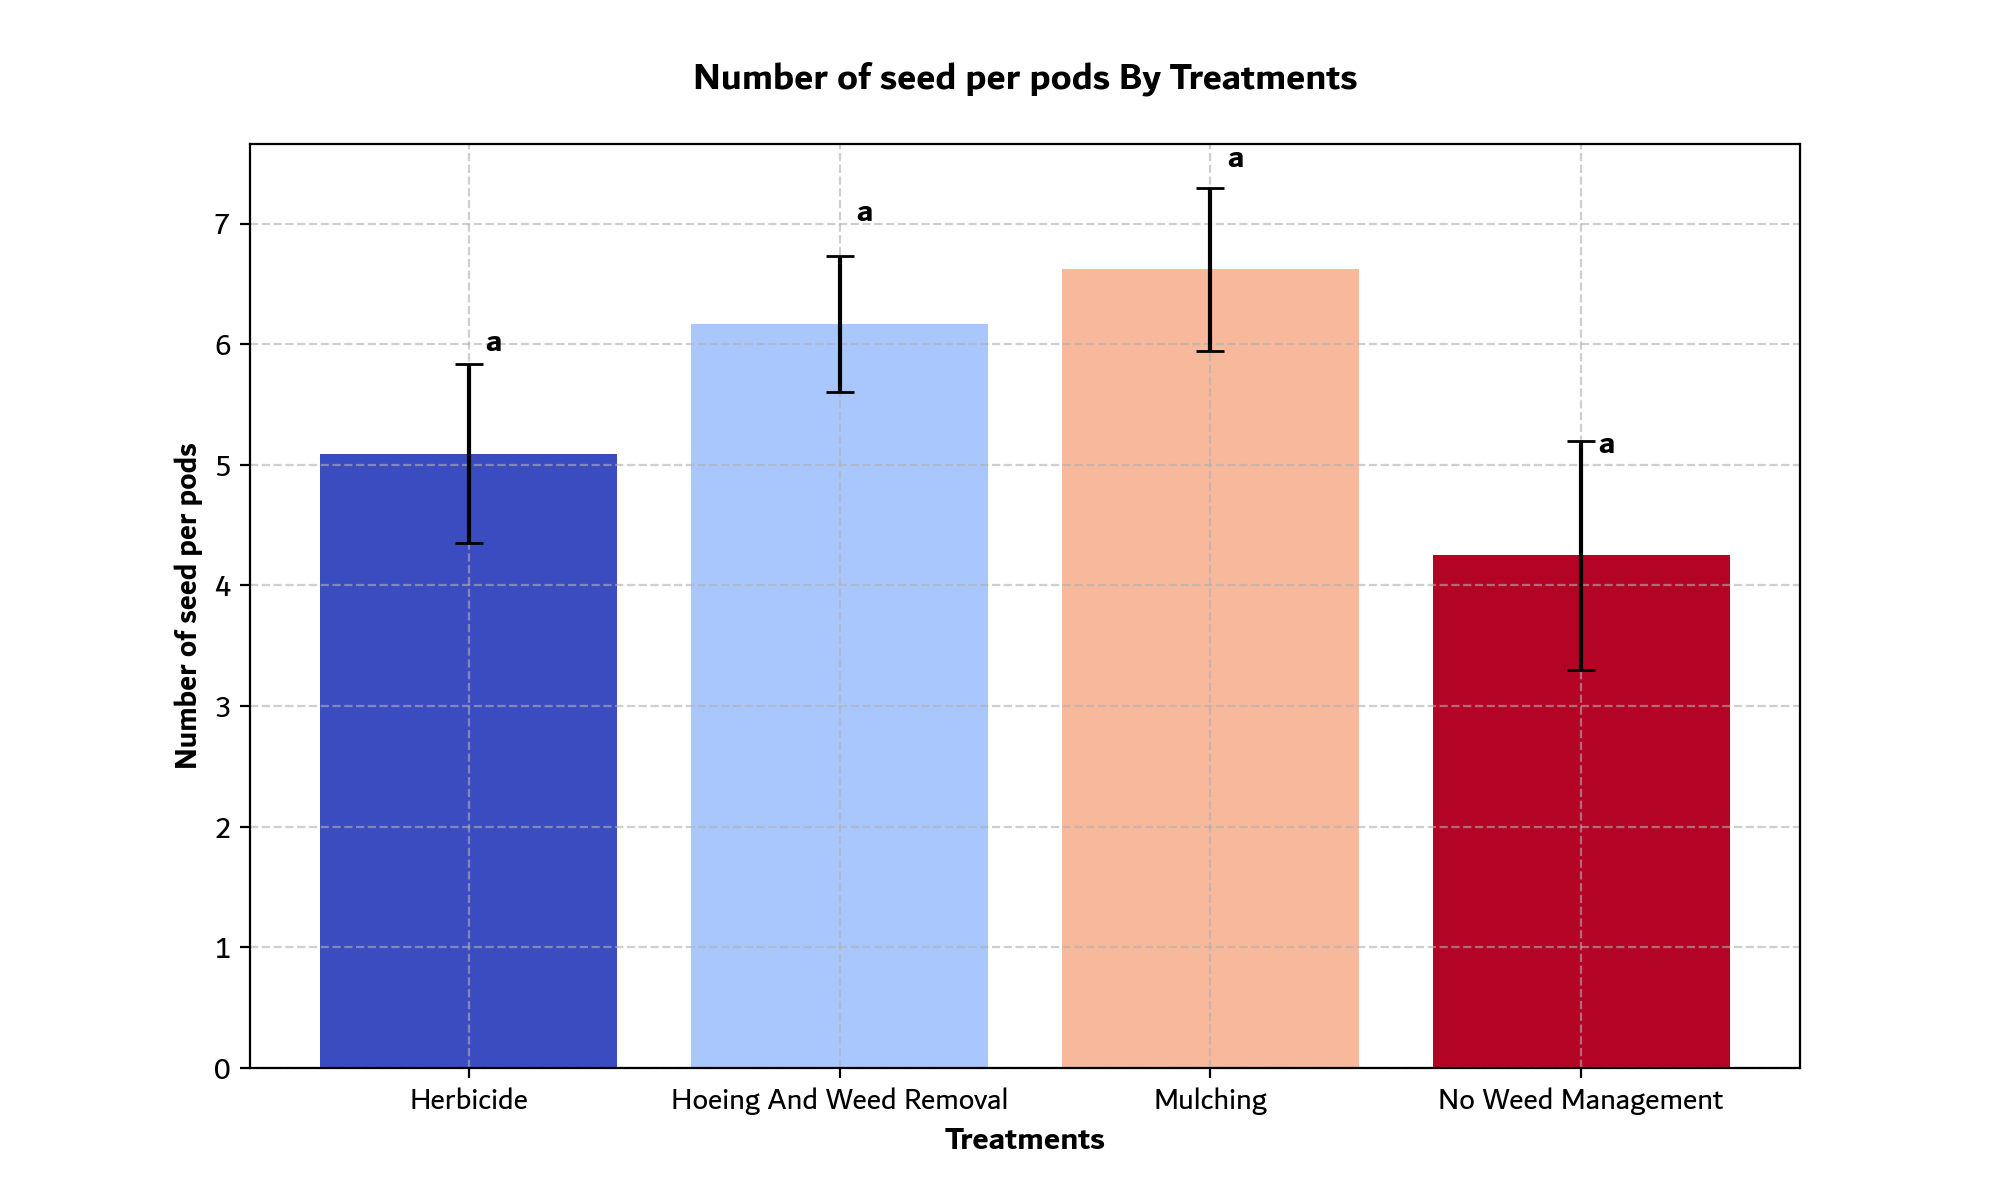 Number of seed per pods By Treatments
a
a
a
a
7
6
5
4
3
2
1
0
Number of seed per pods
Herbicide
Hoeing And Weed Removal
Mulching
No Weed Management
Treatments